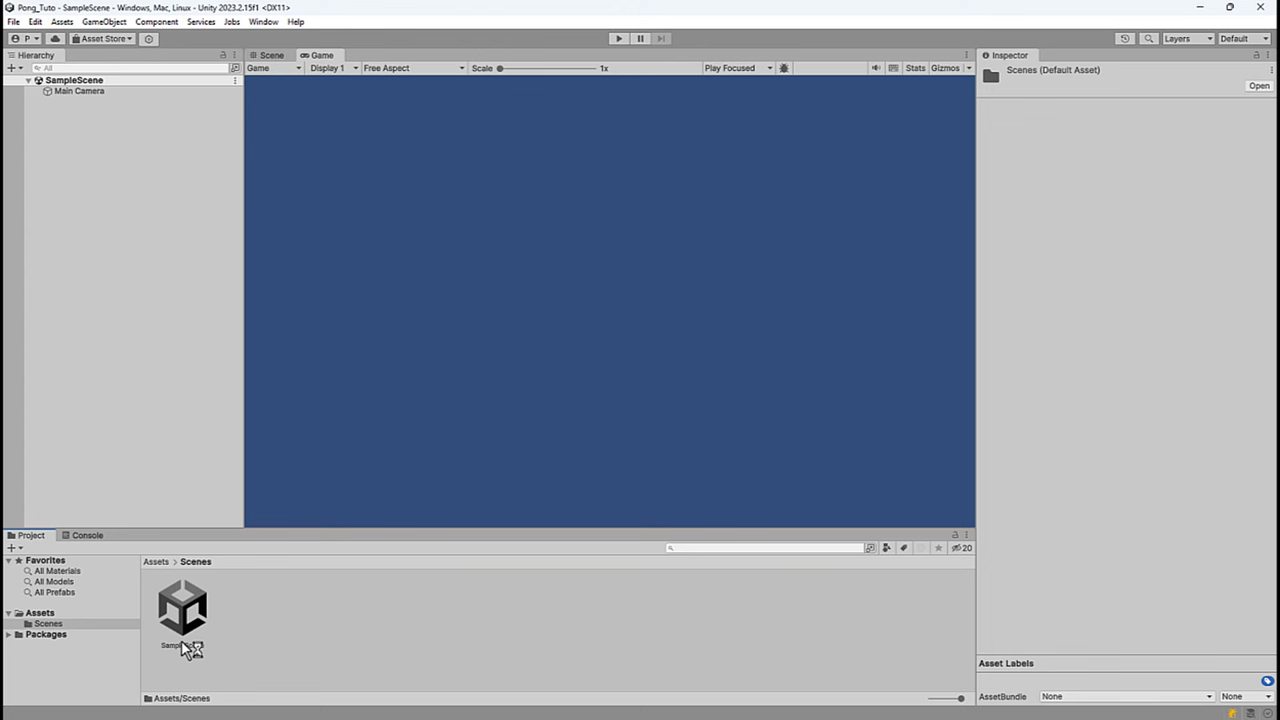 Pong_Tuto - SampleScene - Windows, Mac, Linux - Unity 2023.2.15f1 <DX11>
File Edit Assets GameObject Component Services Jobs Window Help
P Asset Store Layers Default
Hierarchy Scene Game Inspector
All Game Display 1 Free Aspect Scale 1x Play Focused Stats Gizmos
Scenes (Default Asset)
Open
SampleScene
Main Camera
Project Console
20
Favorites
All Materials
All Models
All Prefabs
Assets
Scenes
Packages
Assets > Scenes
Assets/Scenes
Asset Labels
AssetBundle None None